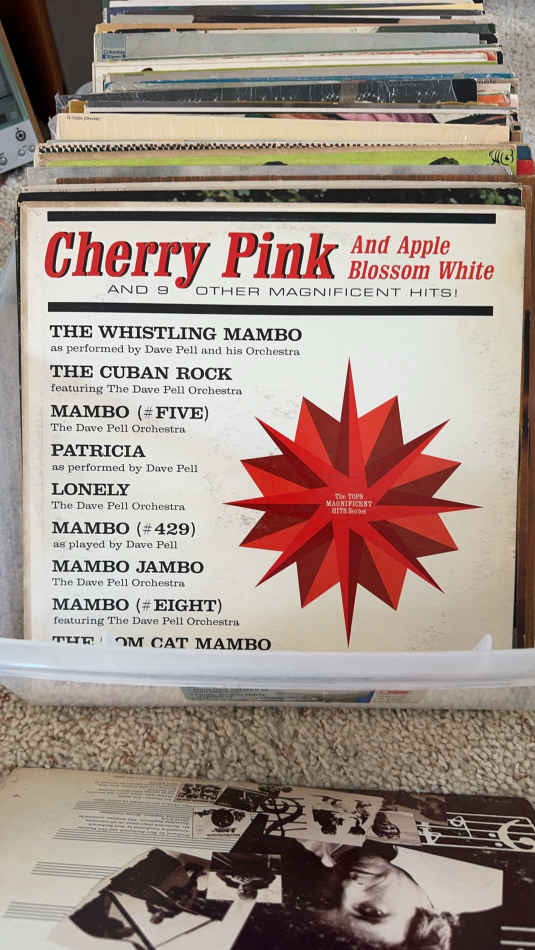 Cherry Pink And Apple
Blossom White
AND 9 OTHER MAGNIFICENT HITS!
THE WHISTLING MAMBO
as performed by Dave Pell and his Orchestra
THE CUBAN ROCK
featuring The Dave Pell Orchestra
MAMBO (#FIVE)
The Dave Pell Orchestra
PATRICIA
as performed by Dave Pell
LONELY
The Dave Pell Orchestra
MAMBO (#429)
as played by Dave Pell
MAMBO JAMBO
The Dave Pell Orchestra
MAMBO (#EIGHT)
featuring The Dave Pell Orchestra
THE TOM CAT MAMBO
The TOPS
MAGNIFICENT
HITS Series